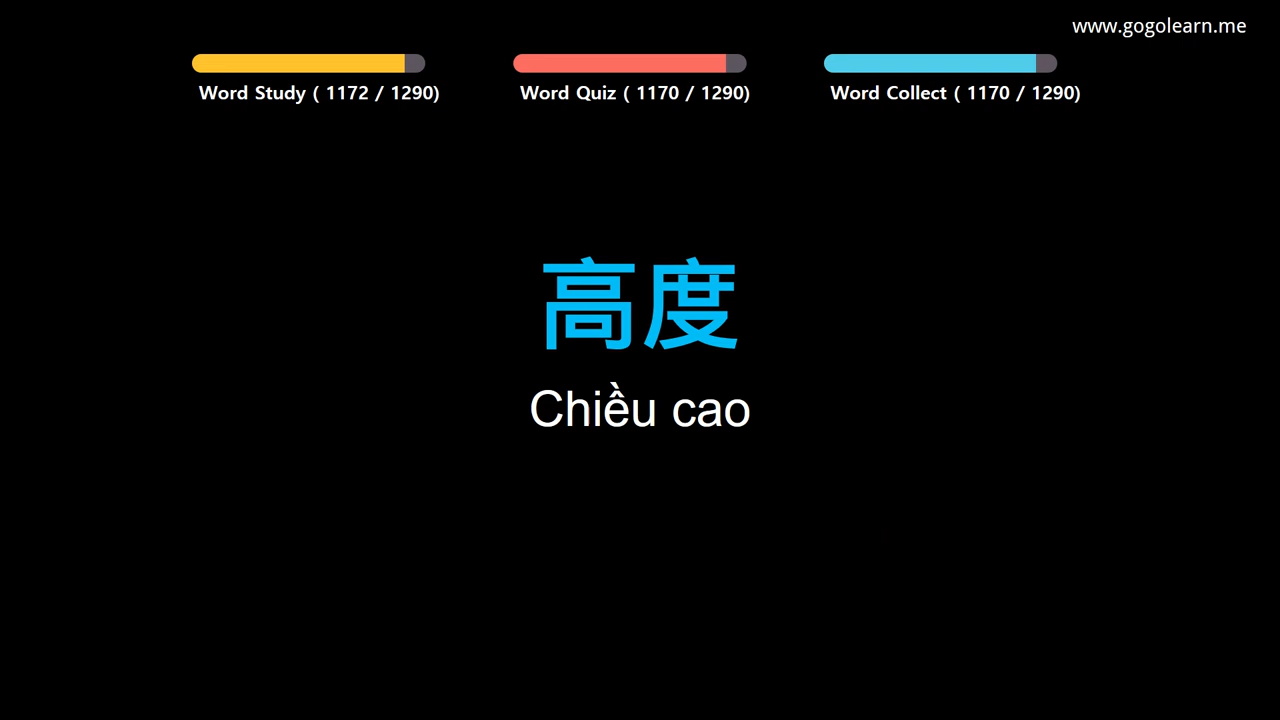 www.gogolearn.me
Word Study ( 1172 / 1290)
Word Quiz ( 1170 / 1290)
Word Collect ( 1170 / 1290)
高度
Chiều cao